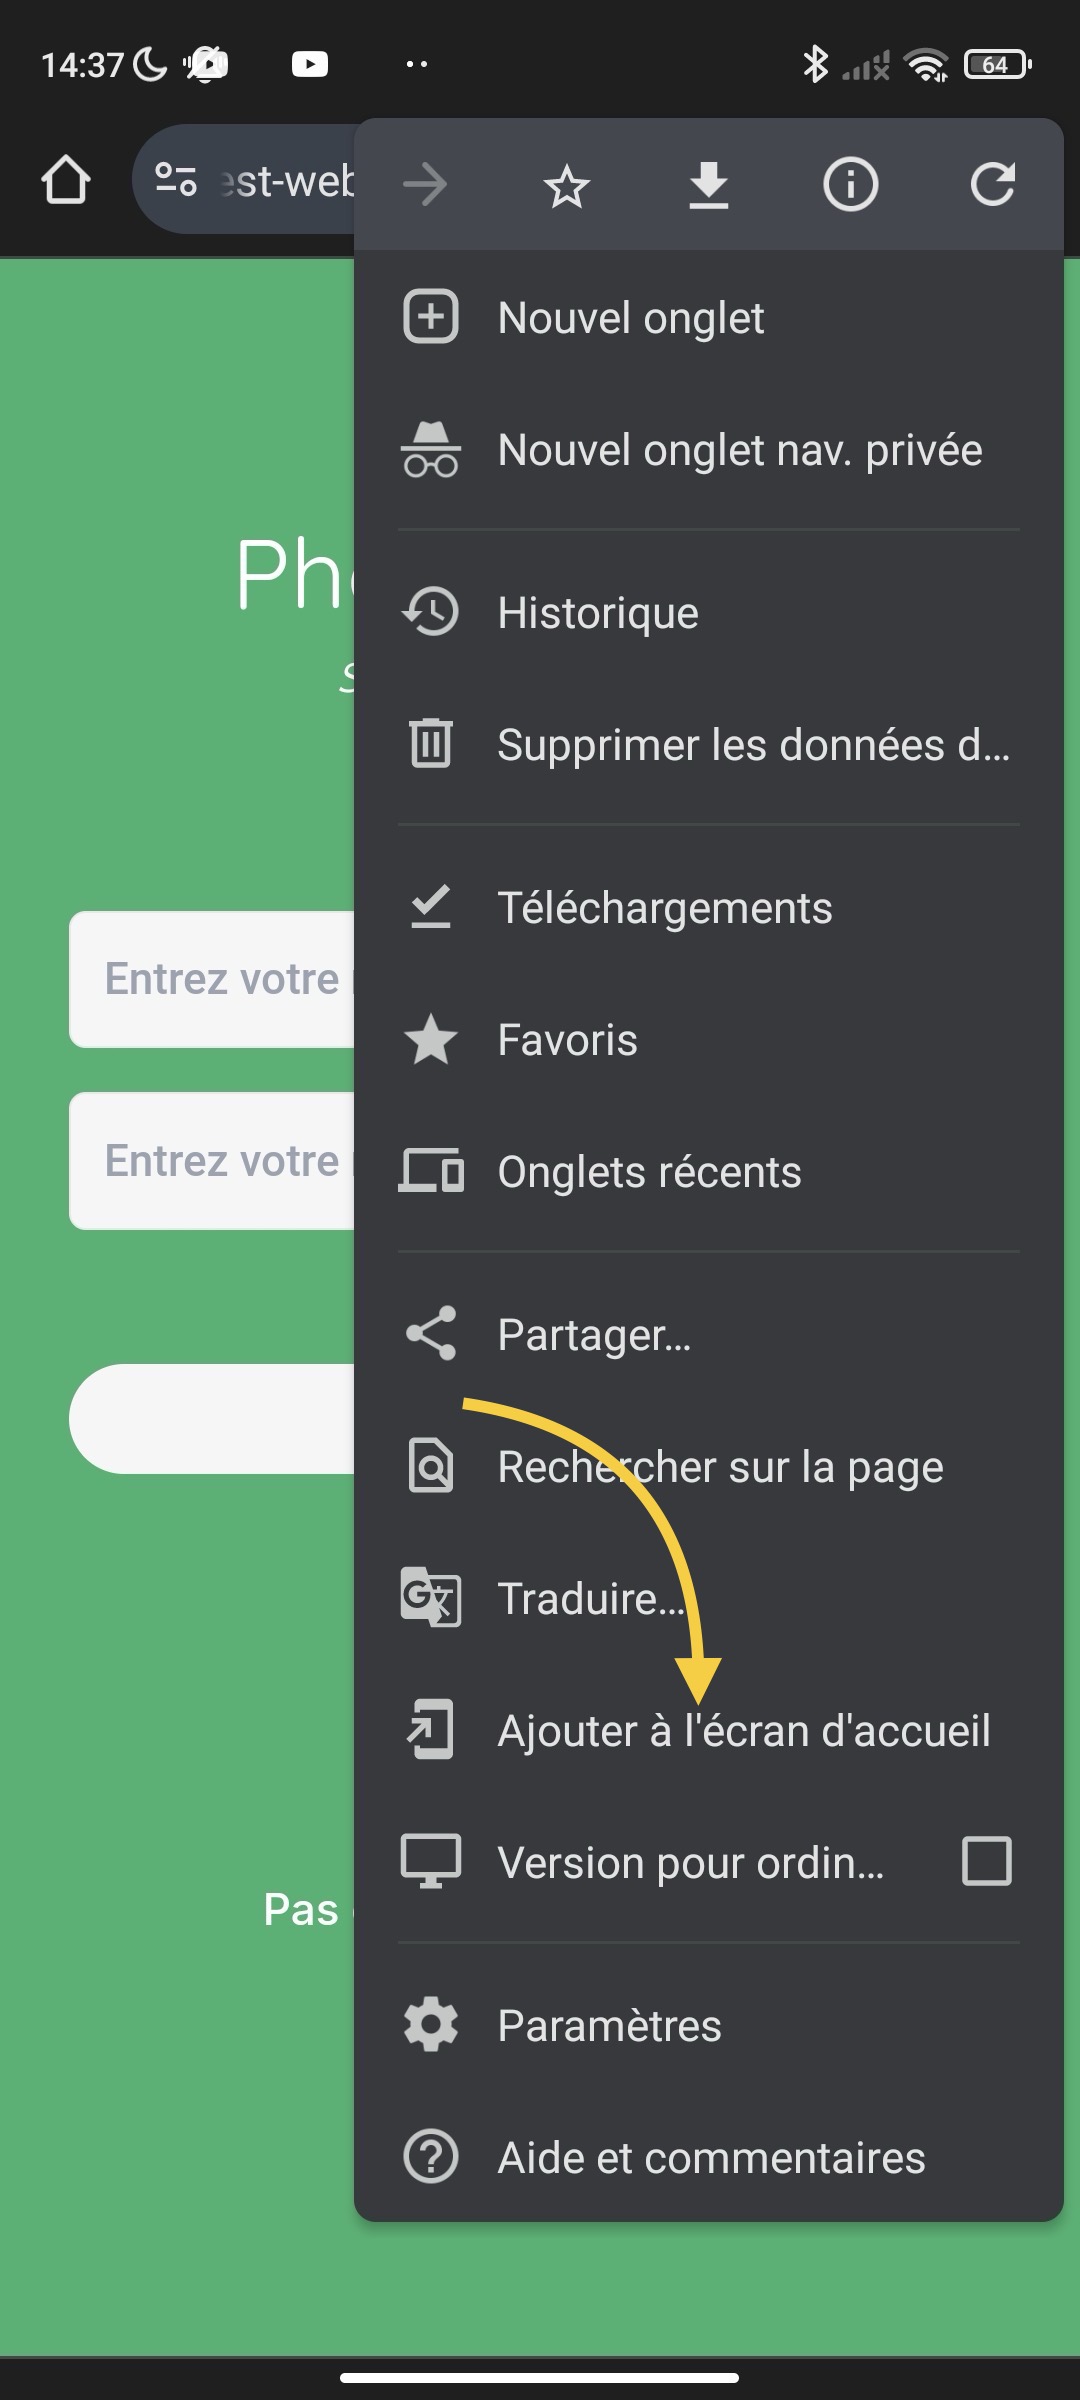 14:37
64
st-web
Nouvel onglet
Nouvel onglet nav. privée
Historique
Supprimer les données d…
Téléchargements
Favoris
Entrez votre
Onglets récents
Entrez votre
Partager…
Rechercher sur la page
Traduire…
Ajouter à l'écran d'accueil
Version pour ordin…
Pas
Paramètres
Aide et commentaires